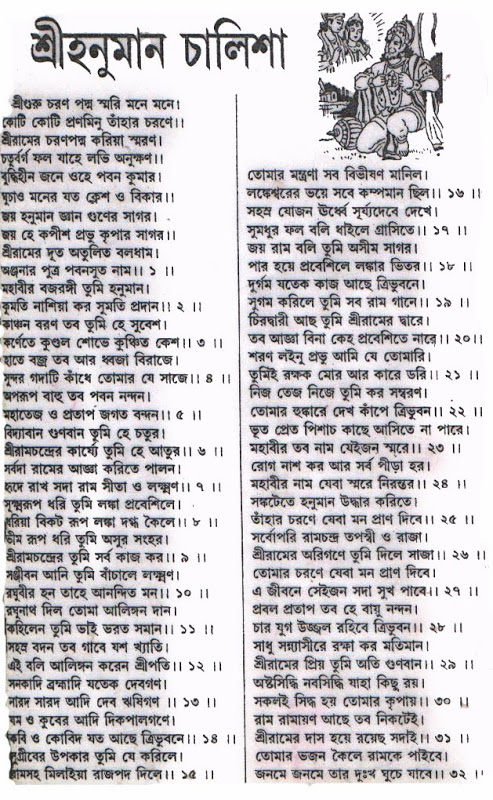 শ্রীহনুমান চালিশা
শ্রীগুরু চরণ পদ্ম স্মরি মনে মনে।
কোটি কোটি প্রণমিনু তাঁহার চরণে।।
শ্রীরামের চরণপদ্ম করিয়া স্মরণ।
চতুর্বর্গ ফল যাহে লভি অনুক্ষণ।।
বুদ্ধিহীন জনে ওহে পবন কুমার।
ঘুচাও মনের যত ক্লেশ ও বিকার।।
জয় হনুমান জ্ঞান গুণের সাগর।
জয় হে কপীশ প্রভু কৃপার সাগর।।
শ্রীরামের দূত অতুলিত বলধাম।
অঞ্জনার পুত্র পবনসুত নাম।। ১ ।।
মহাবীর বজরঙ্গী তুমি হনুমান।
কুমতি নাশিয়া কর সুমতি প্রদান।। ২ ।।
কাঞ্চন বরণ তব তুমি হে সুবেশ।
কর্ণেতে কুণ্ডল শোভে কুঞ্চিত কেশ।। ৩ ।।
হাতে বজ্র তব আর ধ্বজা বিরাজে।
সুন্দর গদাটি কাঁধে তোমার যে সাজে।। ৪ ।।
অপরূপ বাহু তব পবন নন্দন।
মহাতেজ ও প্রতাপ জগত বন্দন।। ৫ ।।
বিদ্যাবান গুণবান তুমি হে চতুর।
শ্রীরামচন্দ্রের কার্য্যে তুমি হে আতুর।। ৬ ।।
সর্বদা রামের আজ্ঞা করিতে পালন।
হৃদে রাখ সদা রাম সীতা ও লক্ষ্মণ।। ৭ ।।
সুক্ষ্মরূপ ধরি তুমি লঙ্কা প্রবেশিলে।
ধরিয়া বিকট রূপ লঙ্কা দগ্ধ কৈলে।। ৮ ।।
ভীম রূপ ধরি তুমি অসুর সংহর।
শ্রীরামচন্দ্রের তুমি সর্ব কাজ কর।। ৯ ।।
সঞ্জীবন আনি তুমি বাঁচালে লক্ষ্মণ।
রঘুবীর হন তাহে আনন্দিত মন।। ১০ ।।
রঘুনাথ দিল তোমা আলিঙ্গন দান।
কহিলেন তুমি ভাই ভরত সমান।। ১১ ।।
সহস্র বদন তব গাবে যশ খ্যাতি।
এই বলি আলিঙ্গন করেন শ্রীপতি।। ১২ ।।
সনকাদি ব্রহ্মাদি যতেক দেবগণ।
নারদ সারদ আদি দেব ঋষিগণ ।। ১৩ ।।
যম ও কুবের আদি দিকপালগণে।
কবি ও কোবিদ যত আছে ত্রিভুবনে।। ১৪ ।।
সুগ্রীবের উপকার তুমি যে করিলে।
রামসহ মিলাইয়া রাজপদ দিলে।। ১৫ ।।
তোমার মন্ত্রণা সব বিভীষণ মানিল।
লঙ্কেশ্বরের ভয়ে সবে কম্পমান ছিল।। ১৬ ।।
সহস্র যোজন ঊর্ধ্বে সূর্য্যদেবে দেখে।
সুমধুর ফল বলি ধাইলে গ্রাসিতে।। ১৭ ।।
জয় রাম বলি তুমি অসীম সাগর।
পার হয়ে প্রবেশিলে লঙ্কার ভিতর।। ১৮ ।।
দুর্গম যতেক কাজ আছে ত্রিভুবনে।
সুগম করিলে তুমি সব রাম গানে।। ১৯ ।।
চিরদ্বারী আছ তুমি শ্রীরামের দ্বারে।
তব আজ্ঞা বিনা কেহ প্রবেশিতে নারে।। ২০।।
শরণ লইনু প্রভু আমি যে তোমারি।
তুমিই রক্ষক মোর আর কারে ডরি।। ২১ ।।
নিজ তেজ নিজে তুমি কর সম্বরণ।
তোমার হুঙ্কারে দেখ কাঁপে ত্রিভুবন।। ২২ ।।
ভূত প্রেত পিশাচ কাছে আসিতে না পারে।
মহাবীর তব নাম যেইজন স্মরে।। ২৩ ।।
রোগ নাশ কর আর সর্ব পীড়া হর।
মহাবীর নাম যেবা স্মরে নিরন্তর।। ২৪ ।।
সঙ্কটেতে হনুমান উদ্ধার করিতে।
তাঁহার চরণে যেবা মন প্রাণ দিবে।। ২৫ ।।
সর্বোপরি রামচন্দ্র তপস্বী ও রাজা।
শ্রীরামের অরিগণে তুমি দিলে সাজা।। ২৬ ।।
তোমার চরণে যেবা মন প্রাণ দিবে।
এ জীবনে সেইজন সদা সুখ পাবে।। ২৭ ।।
প্রবল প্রতাপ তব হে বায়ু নন্দন।
চার যুগ উজ্জ্বল রহিবে ত্রিভুবন।। ২৮ ।।
সাধু সন্ন্যাসীরে রক্ষা কর মতিমান।
শ্রীরামের প্রিয় তুমি অতি গুণবান।। ২৯ ।।
অষ্টসিদ্ধি নবসিদ্ধি যাহা কিছু রয়।
সকলই সিদ্ধ হয় তোমার কৃপায়।। ৩০ ।।
রাম রামায়ণ আছে তব নিকটেই।
শ্রীরামের দাস হয়ে রয়েছ সদাই।। ৩১ ।।
তোমার ভজন কৈলে রামকে পাইবে।
জনমে জনমে তার দুঃখ ঘুচে যাবে।। ৩২ ।।